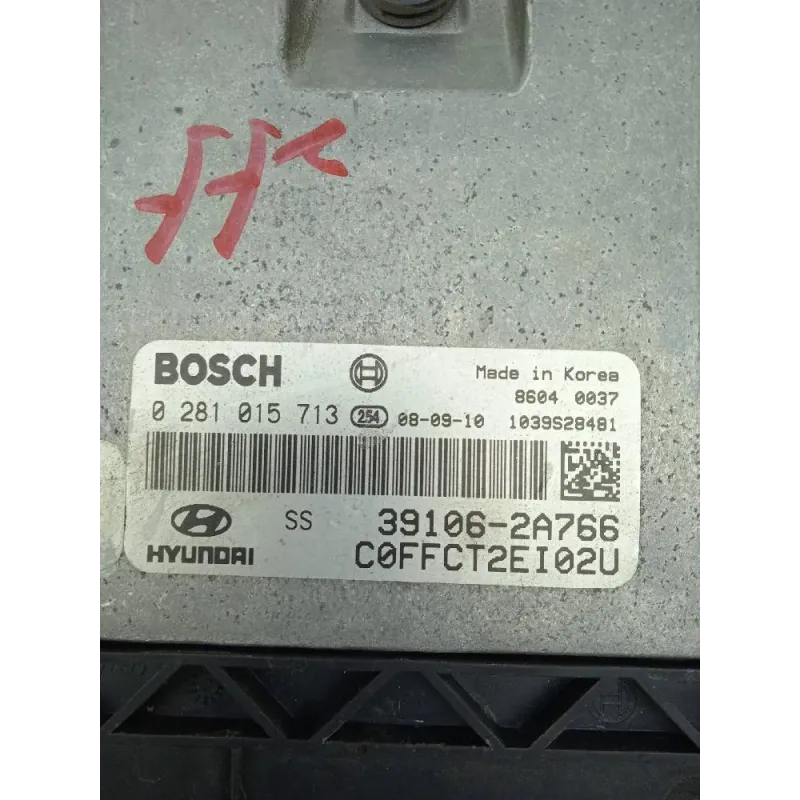 BOSCH
Made in Korea
8604 0037
0 281 015 713 254 08-09-10 1039S28481
HYUNDAI SS 39106-2A766
C0FFCT2EI02U